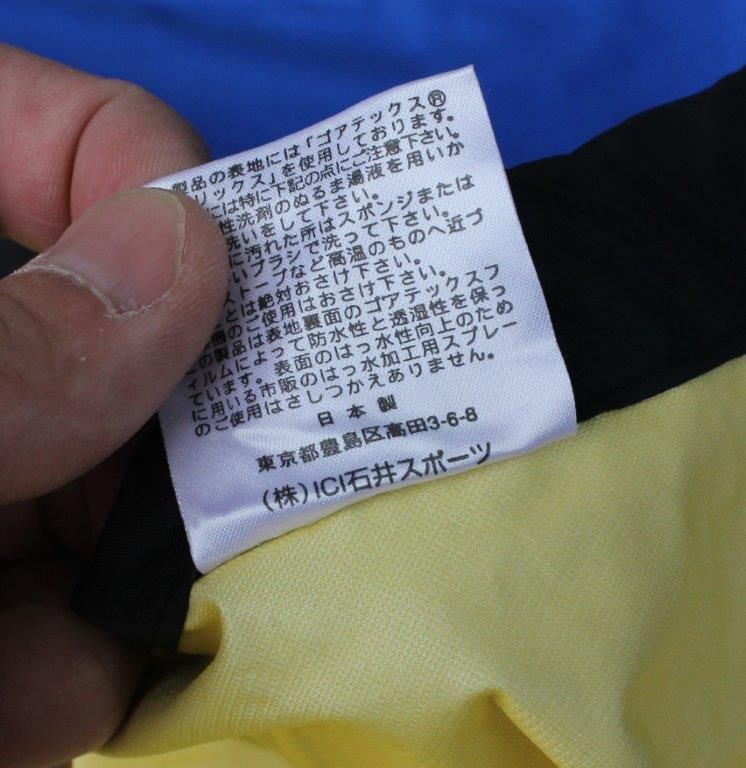 製品の表地には「ゴアテックス®
リックス」を使用しております。
には特に下記の点にご注意下さい。
性洗剤のぬるま湯液を用いか
洗いをして下さい。
に汚れた所はスポンジまたは
いブラシで洗って下さい。
ストーブなど高温のものへ近づ
とは絶対おさけ下さい。
機のご使用はおさけ下さい。
の製品は表地裏面のゴアテックスフ
ィルムによって防水性と透湿性を保っ
ています。表面のはっ水性向上のため
に用いる市販のはっ水加工用スプレー
のご使用はさしつかえありません。
日本製
東京都豊島区高田3-6-8
(株)ICI石井スポーツ